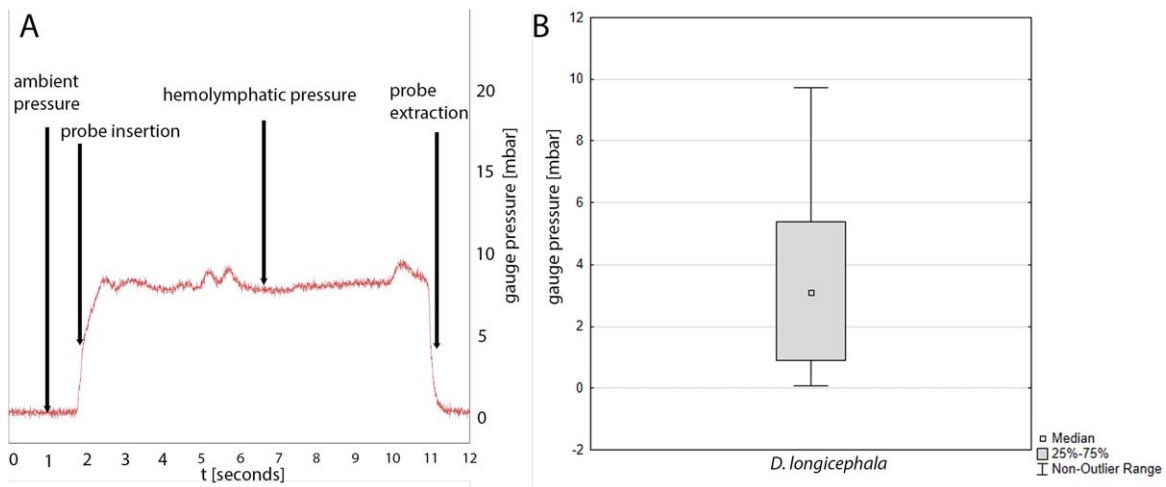 A
ambient
pressure
probe insertion
hemolymphatic pressure
probe
extraction
20
15
10
5
0
gauge pressure [mbar]
0 1 2 3 4 5 6 7 8 9 10 11 12
t [seconds]
B
12
10
8
6
4
2
0
-2
gauge pressure [mbar]
D. longicephala
Median
25%-75%
Non-Outlier Range